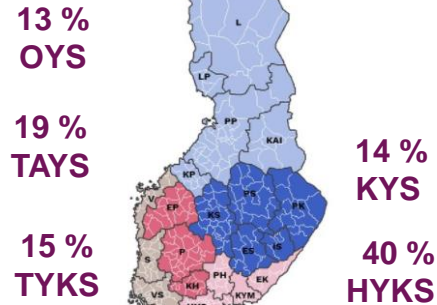 13 %
OYS
19 %
TAYS
15 %
TYKS
14 %
KYS
40 %
HYKS
L
LP
PP
KAI
KP
V
EP
KS
PS
PK
S
P
ES
IS
VS
KH
PH
EK
KYM